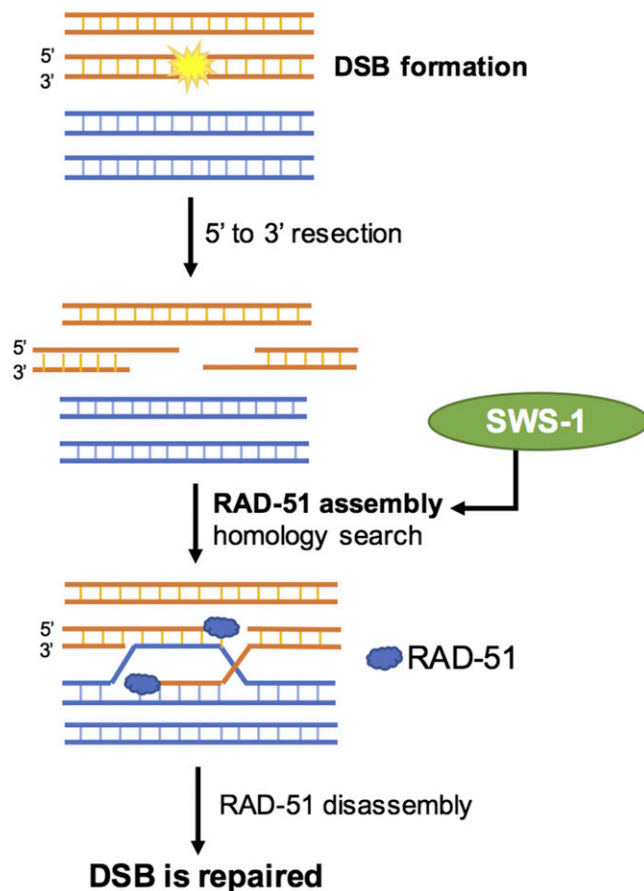 5’
3’
DSB formation
5’ to 3’ resection
5’
3’
SWS-1
RAD-51 assembly
homology search
5’
3’
RAD-51
RAD-51 disassembly
DSB is repaired